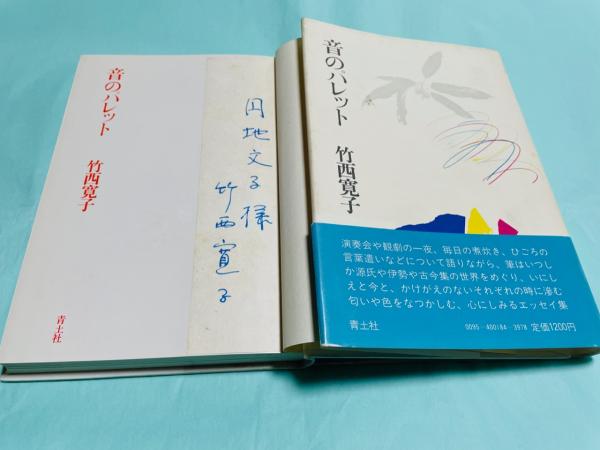 音のパレット
竹西寛子
青土社
円地文子様
竹西寛子
音のパレット
竹西寛子
演奏会や観劇の一夜、毎日の煮炊き、ひごろの
言葉遣いなどについて語りながら、筆はいつし
か源氏や伊勢や古今集の世界をめぐり、いにし
えと今と、かけがえのないそれぞれの時に滲む
匂いや色をなつかしむ、心にしみるエッセイ集
青土社
0095-400184-3978 定価1200円